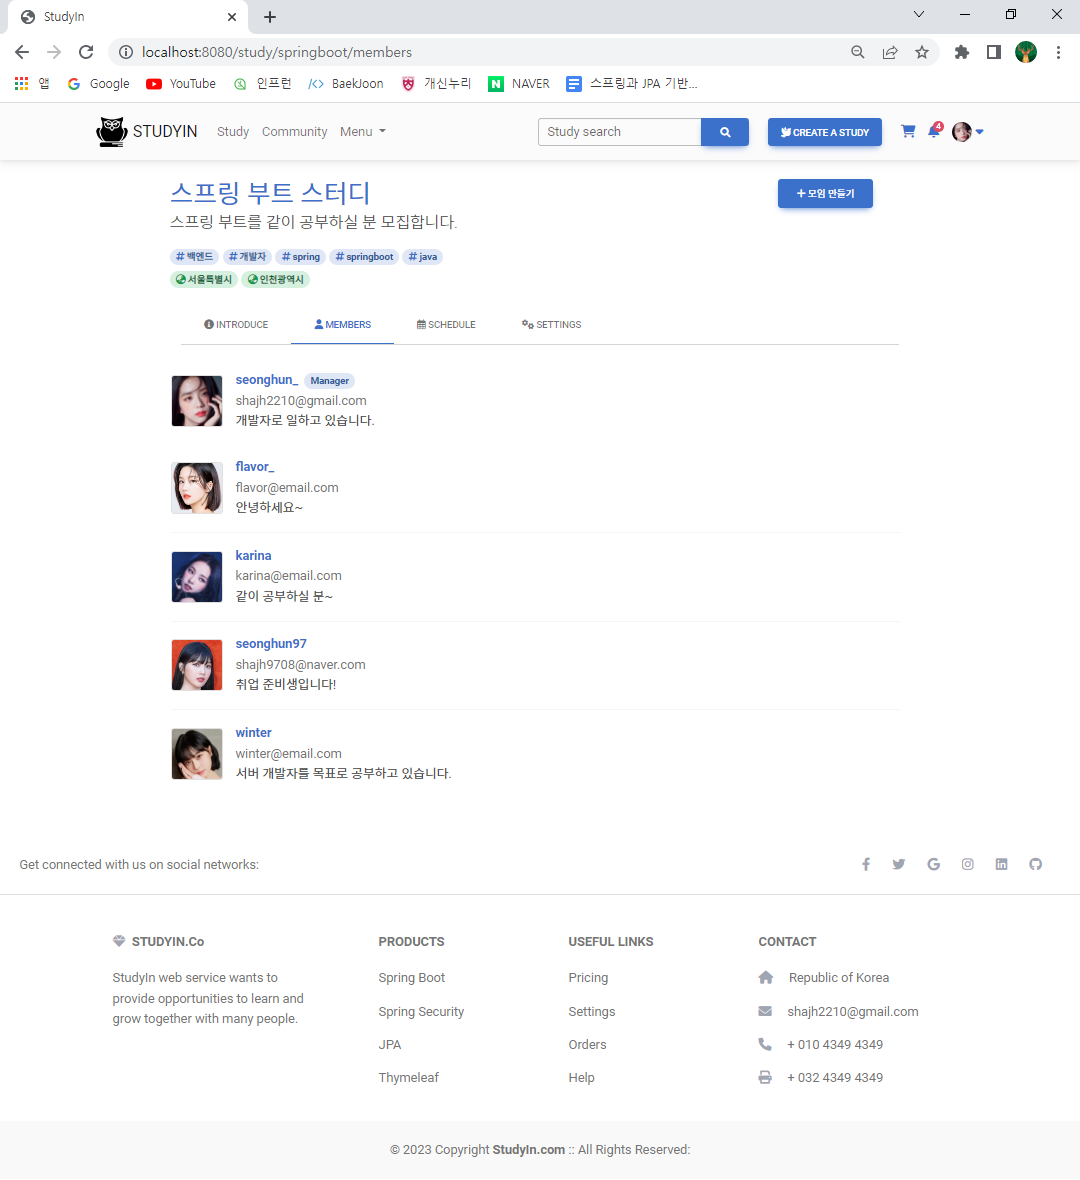 StudyIn
localhost:8080/study/springboot/members
앱 Google YouTube 인프런 BaekJoon 개신누리 NAVER 스프링과 JPA 기반...
STUDYIN Study Community Menu Study search CREATE A STUDY 4
스프링 부트 스터디 + 모임 만들기
스프링 부트를 같이 공부하실 분 모집합니다.
# 백엔드 # 개발자 # spring # springboot # java
서울특별시 인천광역시
INTRODUCE MEMBERS SCHEDULE SETTINGS
seonghun_ Manager
shajh2210@gmail.com
개발자로 일하고 있습니다.
flavor_
flavor@email.com
안녕하세요~
karina
karina@email.com
같이 공부하실 분~
seonghun97
shajh9708@naver.com
취업 준비생입니다!
winter
winter@email.com
서버 개발자를 목표로 공부하고 있습니다.
Get connected with us on social networks:
STUDYIN.Co
StudyIn web service wants to
provide opportunities to learn and
grow together with many people.
PRODUCTS
Spring Boot
Spring Security
JPA
Thymeleaf
USEFUL LINKS
Pricing
Settings
Orders
Help
CONTACT
Republic of Korea
shajh2210@gmail.com
+ 010 4349 4349
+ 032 4349 4349
© 2023 Copyright StudyIn.com :: All Rights Reserved: